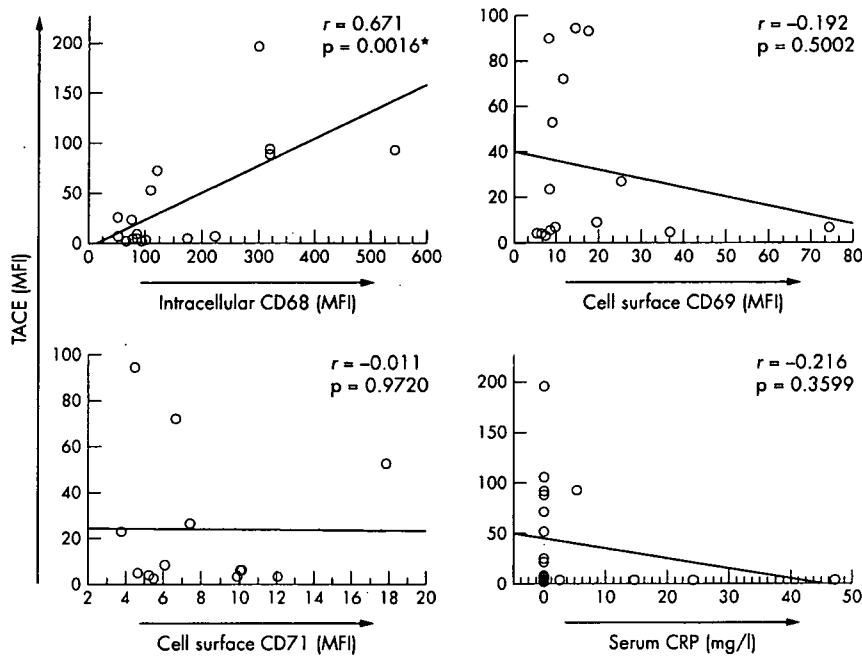 TACE (MFI)
r = 0.671
p = 0.0016*
200
150
100
50
0
0 100 200 300 400 500 600
Intracellular CD68 (MFI)
r = –0.192
p = 0.5002
100
80
60
40
20
0
0 10 20 30 40 50 60 70 80
Cell surface CD69 (MFI)
r = –0.011
p = 0.9720
100
80
60
40
20
0
2 4 6 8 10 12 14 16 18 20
Cell surface CD71 (MFI)
r = –0.216
p = 0.3599
200
150
100
50
0
0 10 20 30 40 50
Serum CRP (mg/l)